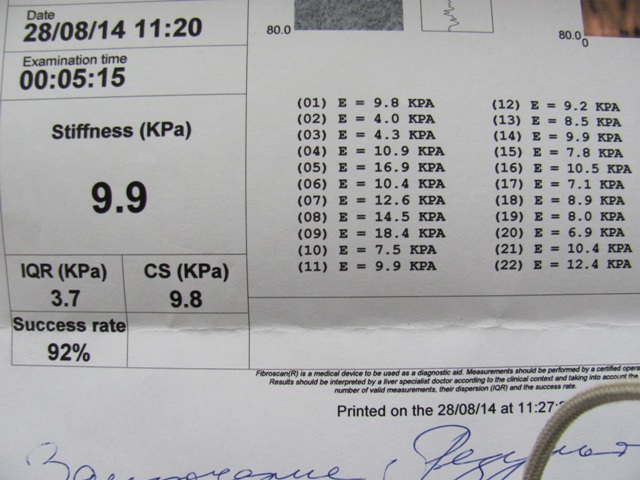 Date
28/08/14 11:20
Examination time
00:05:15
Stiffness (KPa)
9.9
IQR (KPa)
3.7
CS (KPa)
9.8
Success rate
92%
80.0
80.0
0
(01) E = 9.8 KPA
(02) E = 4.0 KPA
(03) E = 4.3 KPA
(04) E = 10.9 KPA
(05) E = 16.9 KPA
(06) E = 10.4 KPA
(07) E = 12.6 KPA
(08) E = 14.5 KPA
(09) E = 18.4 KPA
(10) E = 7.5 KPA
(11) E = 9.9 KPA
(12) E = 9.2 KPA
(13) E = 8.5 KPA
(14) E = 9.9 KPA
(15) E = 7.8 KPA
(16) E = 10.5 KPA
(17) E = 7.1 KPA
(18) E = 8.9 KPA
(19) E = 8.0 KPA
(20) E = 6.9 KPA
(21) E = 10.4 KPA
(22) E = 12.4 KPA
Fibroscan(R) is a medical device to be used as a diagnostic aid. Measurements should be performed by a certified opera
Results should be interpreted by a liver specialist doctor according to the clinical context and taking into account the
number of valid measurements, their dispersion (IQR) and the success rate.
Printed on the 28/08/14 at 11:27: